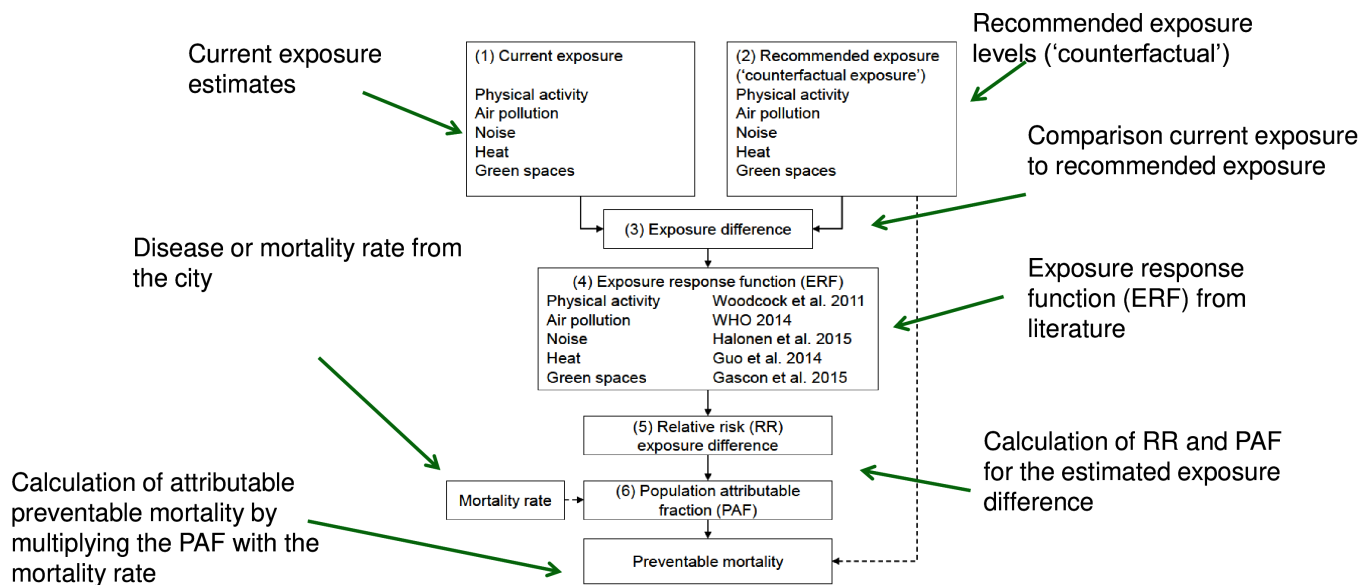 Current exposure
estimates
(1) Current exposure
Physical activity
Air pollution
Noise
Heat
Green spaces
(2) Recommended exposure
(‘counterfactual exposure’)
Physical activity
Air pollution
Noise
Heat
Green spaces
Recommended exposure
levels (‘counterfactual’)
Comparison current exposure
to recommended exposure
(3) Exposure difference
Disease or mortality rate from
the city
(4) Exposure response function (ERF)
Physical activity Woodcock et al. 2011
Air pollution WHO 2014
Noise Halonen et al. 2015
Heat Guo et al. 2014
Green spaces Gascon et al. 2015
Exposure response
function (ERF) from
literature
(5) Relative risk (RR)
exposure difference
Calculation of RR and PAF
for the estimated exposure
difference
Mortality rate
(6) Population attributable
fraction (PAF)
Calculation of attributable
preventable mortality by
multiplying the PAF with the
mortality rate
Preventable mortality